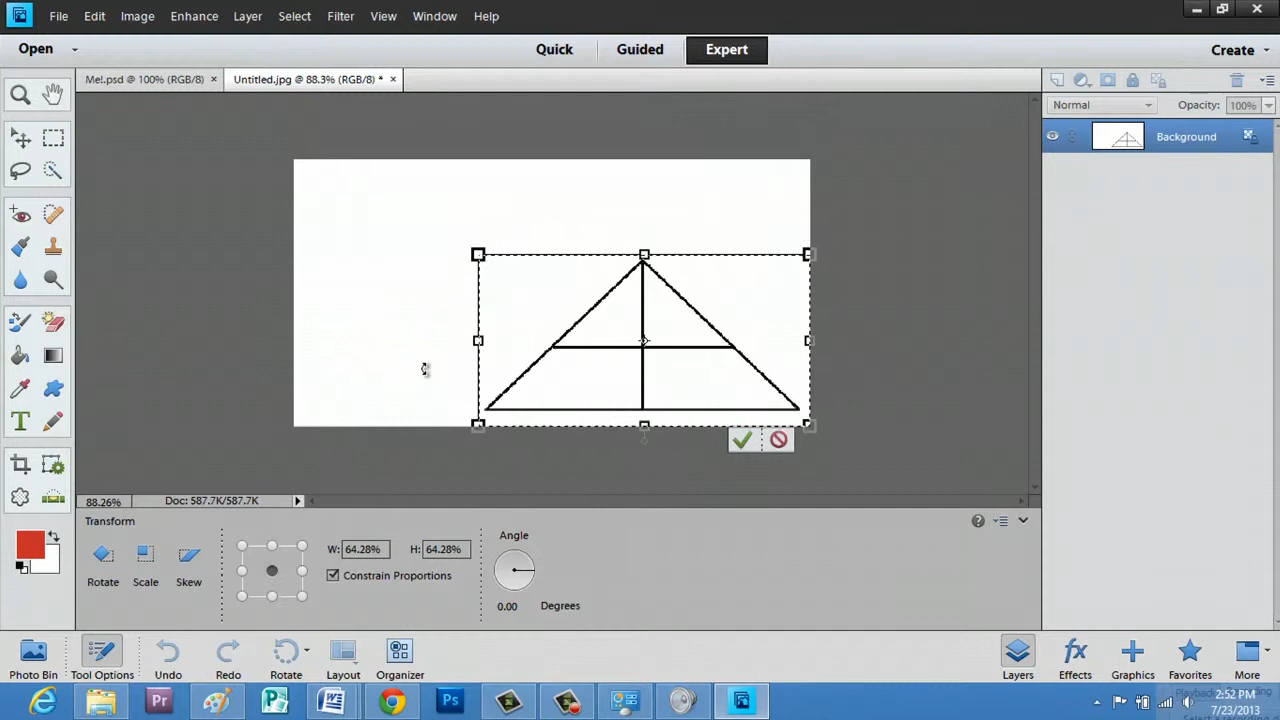 File Edit Image Enhance Layer Select Filter View Window Help
Open Quick Guided Expert Create
Me!.psd @ 100% (RGB/8) × Untitled.jpg @ 88.3% (RGB/8) * ×
Normal Opacity: 100%
Background
88.26% Doc: 587.7K/587.7K
Transform
Angle
W: 64.28% H: 64.28%
Constrain Proportions
Rotate Scale Skew
0.00 Degrees
Photo Bin Tool Options Undo Redo Rotate Layout Organizer Layers Effects Graphics Favorites More
2:52 PM
7/23/2013